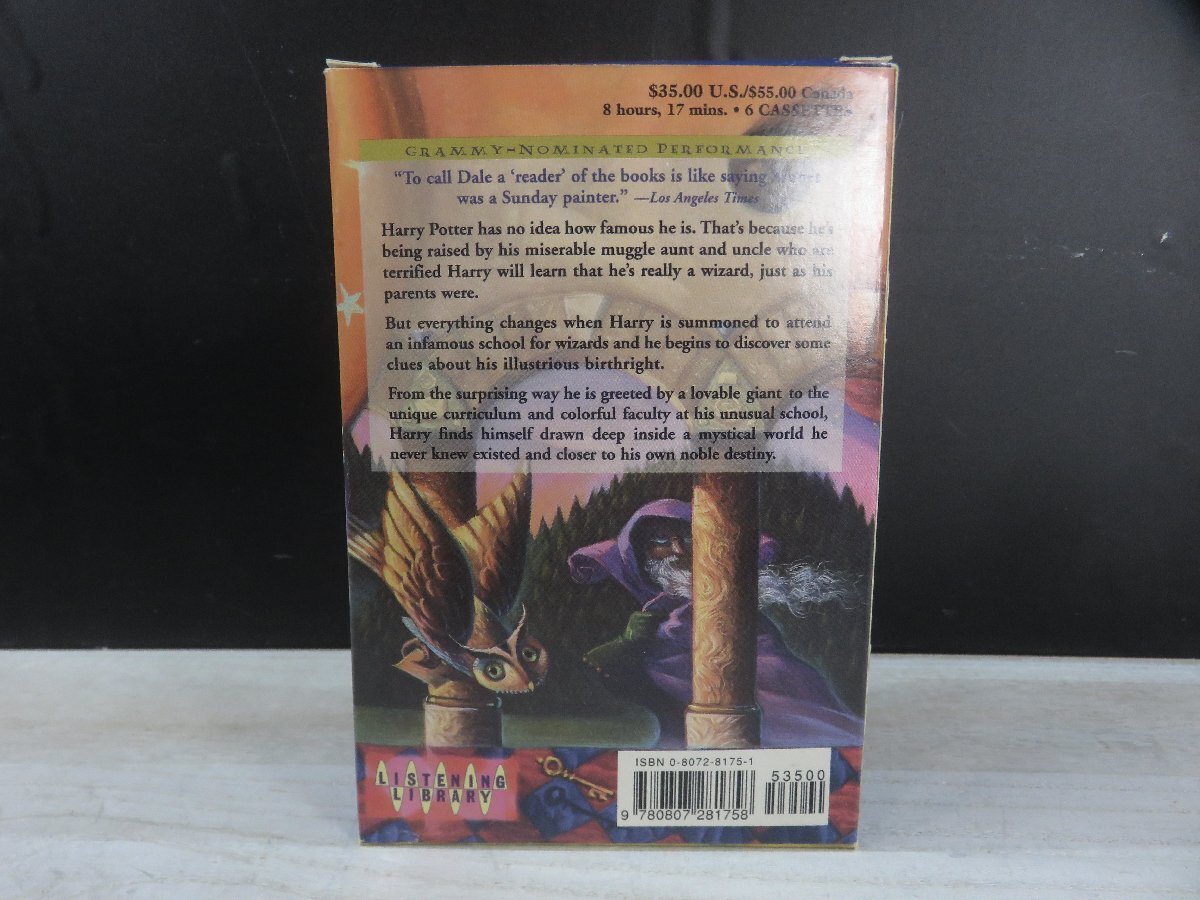 $35.00 U.S./$55.00 Canada
8 hours, 17 mins. • 6 CASSETTES
GRAMMY-NOMINATED PERFORMANCE
“To call Dale a ‘reader’ of the books is like saying Monet
was a Sunday painter.” —Los Angeles Times
Harry Potter has no idea how famous he is. That’s because he’s
being raised by his miserable muggle aunt and uncle who are
terrified Harry will learn that he’s really a wizard, just as his
parents were.
But everything changes when Harry is summoned to attend
an infamous school for wizards and he begins to discover some
clues about his illustrious birthright.
From the surprising way he is greeted by a lovable giant to the
unique curriculum and colorful faculty at his unusual school,
Harry finds himself drawn deep inside a mystical world he
never knew existed and closer to his own noble destiny.
LISTENING
LIBRARY
ISBN 0-8072-8175-1
53500
9 780807 281758